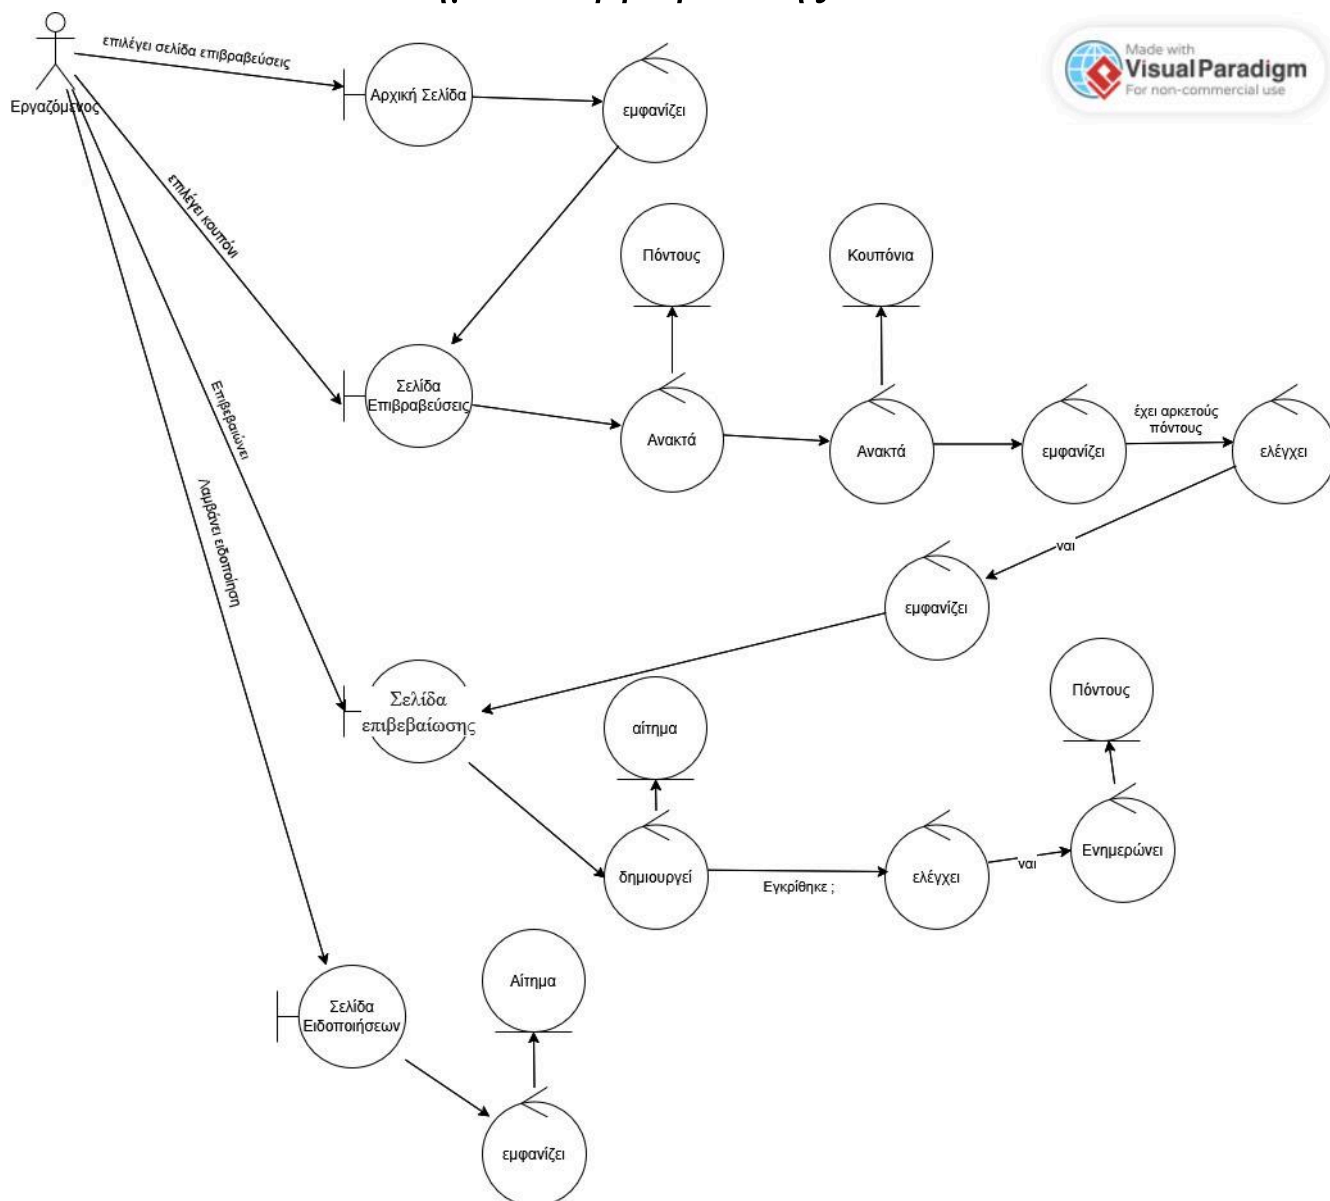 επιλέγει σελίδα επιβραβεύσεις
Made with
Visual Paradigm
For non-commercial use
Εργαζόμενος
Αρχική Σελίδα
εμφανίζει
επιλέγει κουπόνι
Πόντους
Κουπόνια
Σελίδα
Επιβραβεύσεις
Ανακτά
Ανακτά
εμφανίζει
έχει αρκετούς
πόντους
ελέγχει
Επιβεβαιώνει
Λαμβάνει ειδοποίηση
ναι
εμφανίζει
Σελίδα
επιβεβαίωσης
αίτημα
Πόντους
δημιουργεί
Εγκρίθηκε ;
ελέγχει
ναι
Ενημερώνει
Σελίδα
Ειδοποιήσεων
Αίτημα
εμφανίζει